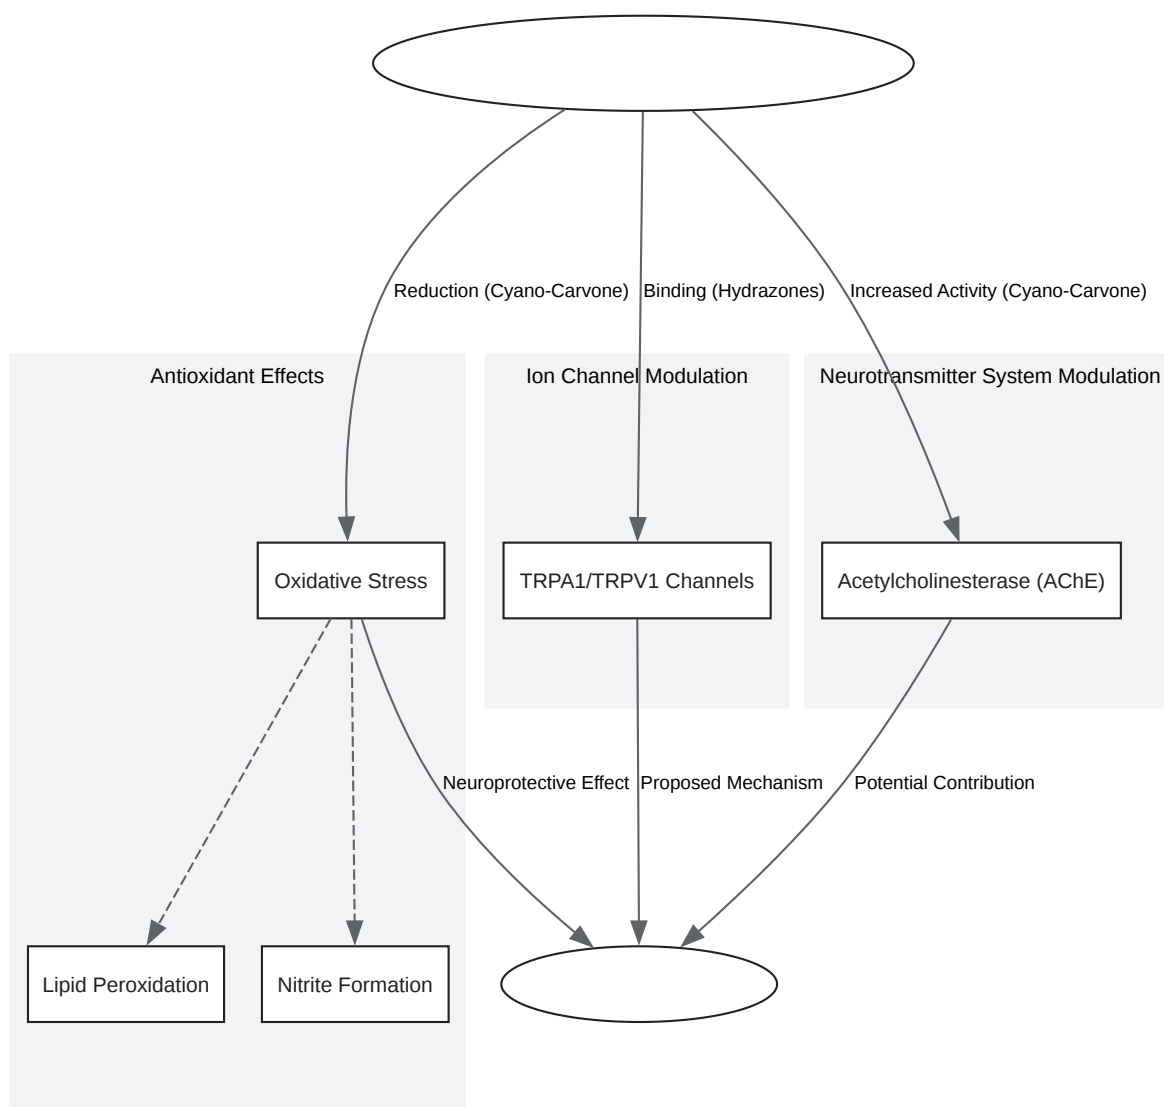 Reduction (Cyano-Carvone)
Binding (Hydrazones)
Increased Activity (Cyano-Carvone)
Antioxidant Effects
Ion Channel Modulation
Neurotransmitter System Modulation
Oxidative Stress
TRPA1/TRPV1 Channels
Acetylcholinesterase (AChE)
Neuroprotective Effect
Proposed Mechanism
Potential Contribution
Lipid Peroxidation
Nitrite Formation